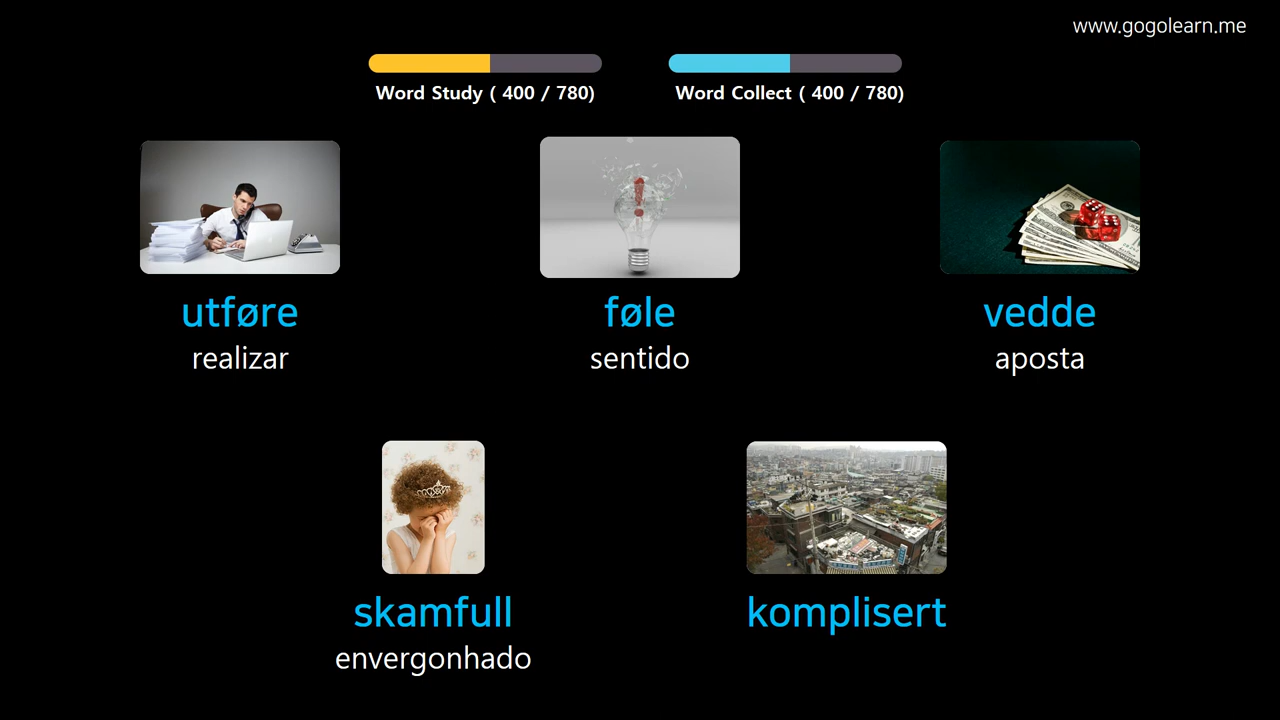 www.gogolearn.me
Word Study ( 400 / 780)
Word Collect ( 400 / 780)
utføre
realizar
føle
sentido
vedde
aposta
skamfull
envergonhado
komplisert